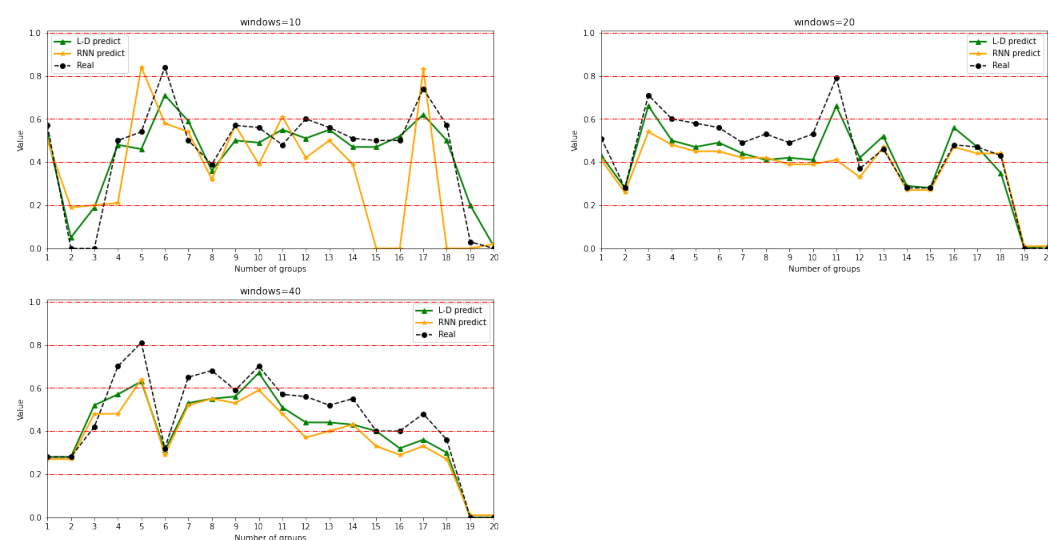 windows=10
1.0
0.8
0.6
0.4
0.2
0.0
Value
L-D predict
RNN predict
Real
1 2 3 4 5 6 7 8 9 10 11 12 13 14 15 16 17 18 19 20
Number of groups
windows=20
1.0
0.8
0.6
0.4
0.2
0.0
Value
L-D predict
RNN predict
Real
1 2 3 4 5 6 7 8 9 10 11 12 13 14 15 16 17 18 19
Number of groups
windows=40
1.0
0.8
0.6
0.4
0.2
0.0
Value
L-D predict
RNN predict
Real
1 2 3 4 5 6 7 8 9 10 11 12 13 14 15 16 17 18 19 20
Number of groups